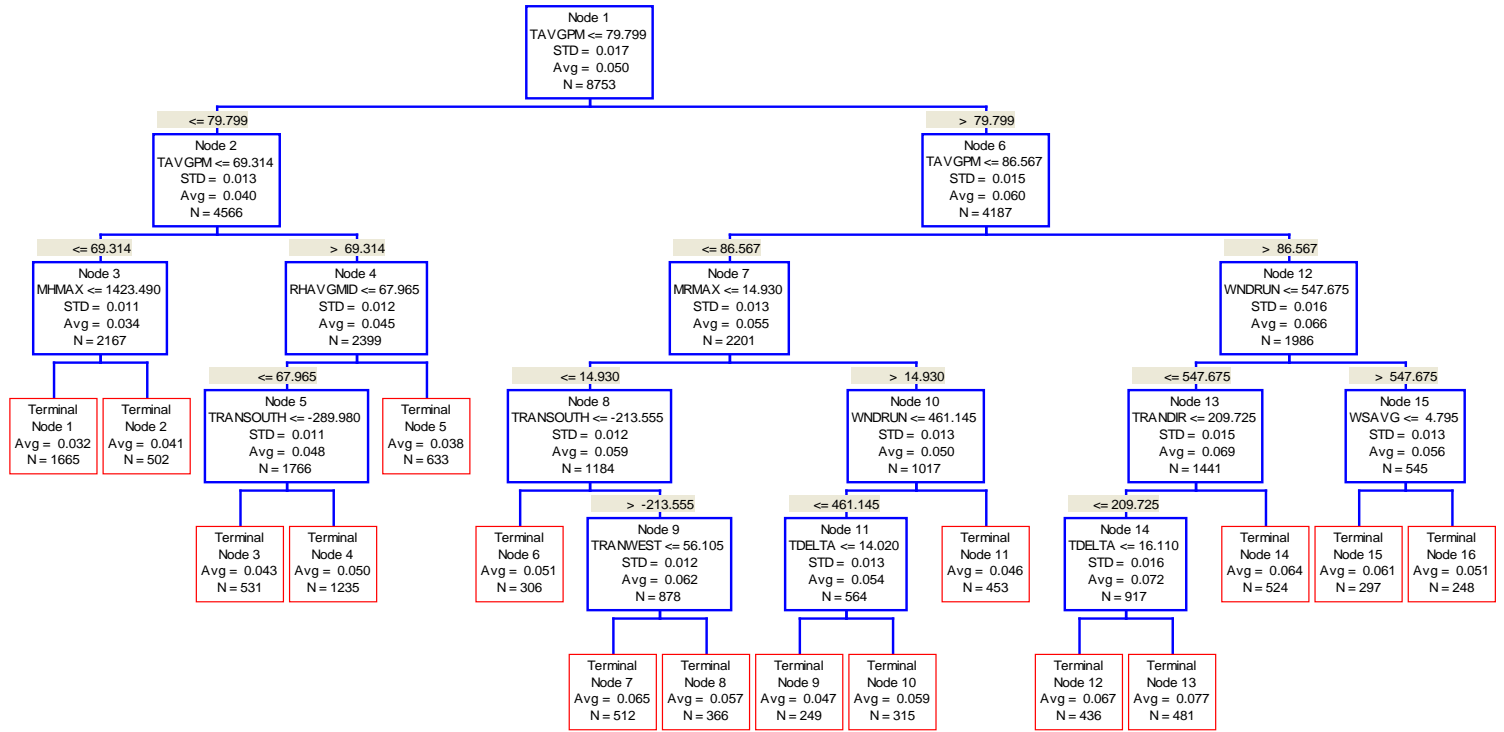 Node 1
TAVGPM <= 79.799
STD = 0.017
Avg = 0.050
N = 8753
<= 79.799
> 79.799
Node 2
TAVGPM <= 69.314
STD = 0.013
Avg = 0.040
N = 4566
Node 6
TAVGPM <= 86.567
STD = 0.015
Avg = 0.060
N = 4187
<= 69.314
> 69.314
<= 86.567
> 86.567
Node 3
MHMAX <= 1423.490
STD = 0.011
Avg = 0.034
N = 2167
Node 4
RHAVGMID <= 67.965
STD = 0.012
Avg = 0.045
N = 2399
Node 7
MRMAX <= 14.930
STD = 0.013
Avg = 0.055
N = 2201
Node 12
WNDRUN <= 547.675
STD = 0.016
Avg = 0.066
N = 1986
<= 67.965
<= 14.930
> 14.930
<= 547.675
> 547.675
Terminal
Node 1
Avg = 0.032
N = 1665
Terminal
Node 2
Avg = 0.041
N = 502
Node 5
TRANSOUTH <= -289.980
STD = 0.011
Avg = 0.048
N = 1766
Terminal
Node 5
Avg = 0.038
N = 633
Node 8
TRANSOUTH <= -213.555
STD = 0.012
Avg = 0.059
N = 1184
Node 10
WNDRUN <= 461.145
STD = 0.013
Avg = 0.050
N = 1017
Node 13
TRANDIR <= 209.725
STD = 0.015
Avg = 0.069
N = 1441
Node 15
WSAVG <= 4.795
STD = 0.013
Avg = 0.056
N = 545
> -213.555
<= 461.145
<= 209.725
Terminal
Node 3
Avg = 0.043
N = 531
Terminal
Node 4
Avg = 0.050
N = 1235
Terminal
Node 6
Avg = 0.051
N = 306
Node 9
TRANWEST <= 56.105
STD = 0.012
Avg = 0.062
N = 878
Node 11
TDELTA <= 14.020
STD = 0.013
Avg = 0.054
N = 564
Terminal
Node 11
Avg = 0.046
N = 453
Node 14
TDELTA <= 16.110
STD = 0.016
Avg = 0.072
N = 917
Terminal
Node 14
Avg = 0.064
N = 524
Terminal
Node 15
Avg = 0.061
N = 297
Terminal
Node 16
Avg = 0.051
N = 248
Terminal
Node 7
Avg = 0.065
N = 512
Terminal
Node 8
Avg = 0.057
N = 366
Terminal
Node 9
Avg = 0.047
N = 249
Terminal
Node 10
Avg = 0.059
N = 315
Terminal
Node 12
Avg = 0.067
N = 436
Terminal
Node 13
Avg = 0.077
N = 481